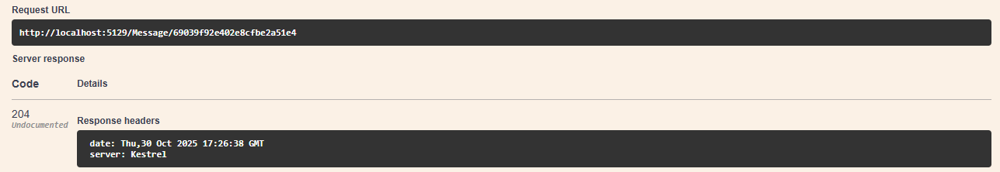 Request URL
http://localhost:5129/Message/69039f92e402e8cfbe2a51e4
Server response
Code Details
204
Undocumented
Response headers
date: Thu,30 Oct 2025 17:26:38 GMT
server: Kestrel